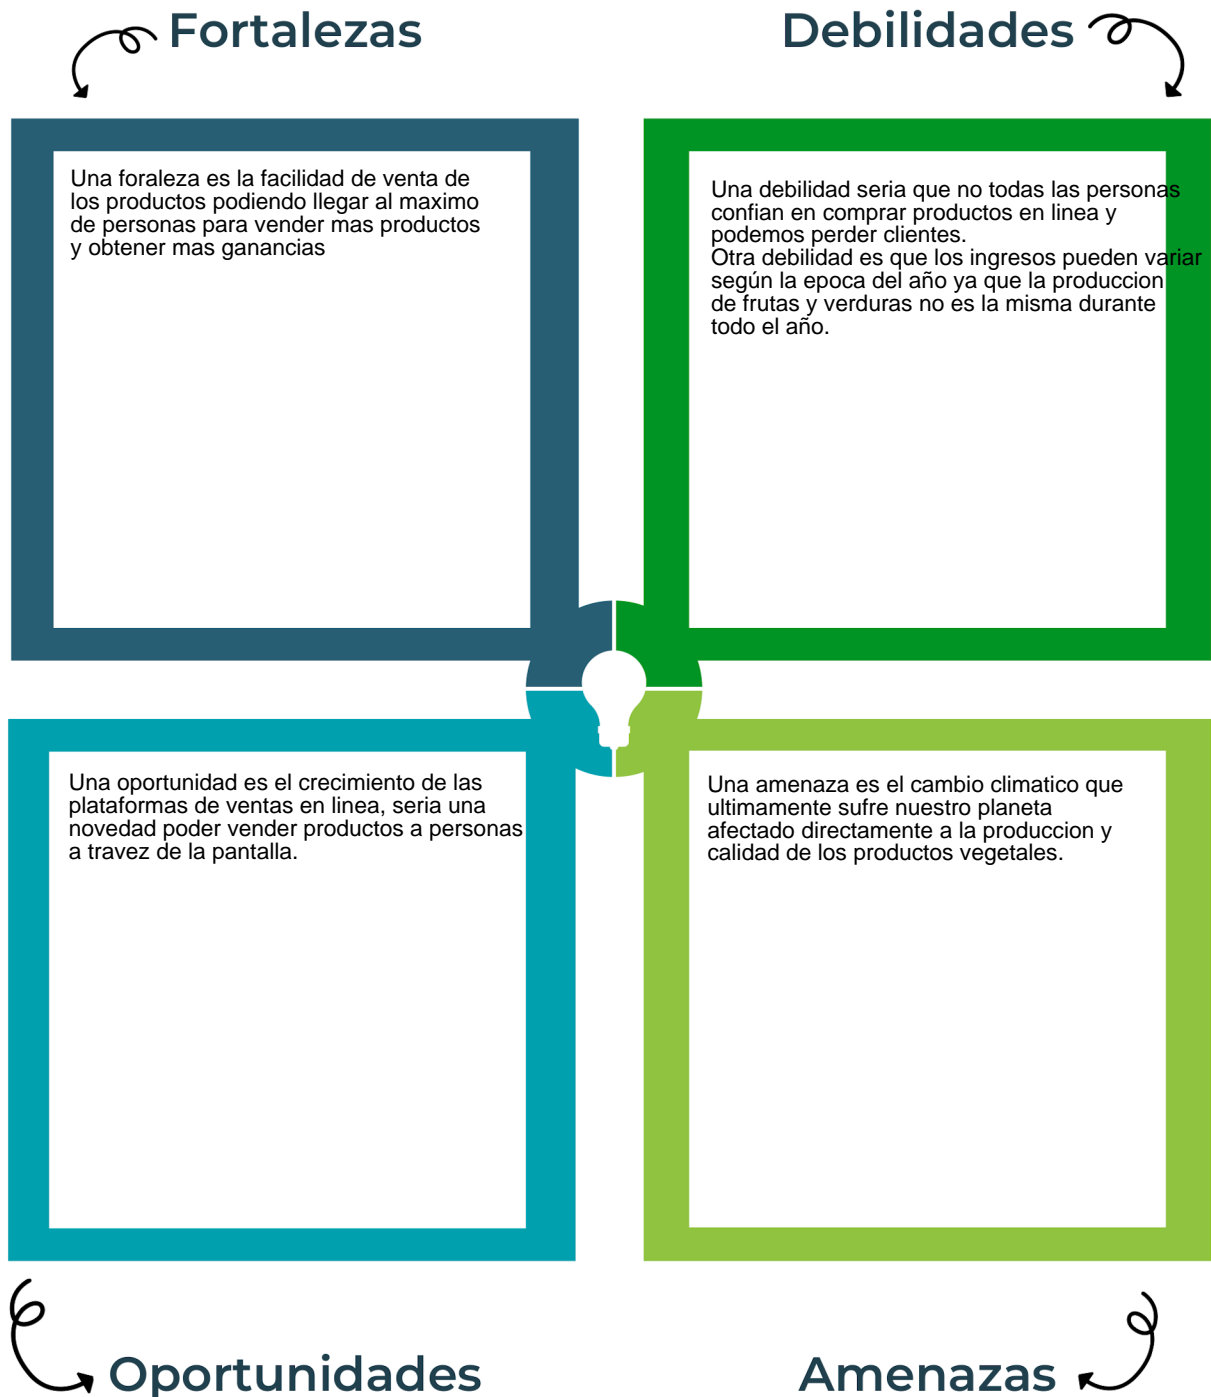 Fortalezas
Debilidades
Una foraleza es la facilidad de venta de
los productos podiendo llegar al maximo
de personas para vender mas productos
y obtener mas ganancias
Una debilidad seria que no todas las personas
confian en comprar productos en linea y
podemos perder clientes.
Otra debilidad es que los ingresos pueden variar
según la epoca del año ya que la produccion
de frutas y verduras no es la misma durante
todo el año.
Una oportunidad es el crecimiento de las
plataformas de ventas en linea, seria una
novedad poder vender productos a personas
a travez de la pantalla.
Una amenaza es el cambio climatico que
ultimamente sufre nuestro planeta
afectado directamente a la produccion y
calidad de los productos vegetales.
Oportunidades
Amenazas